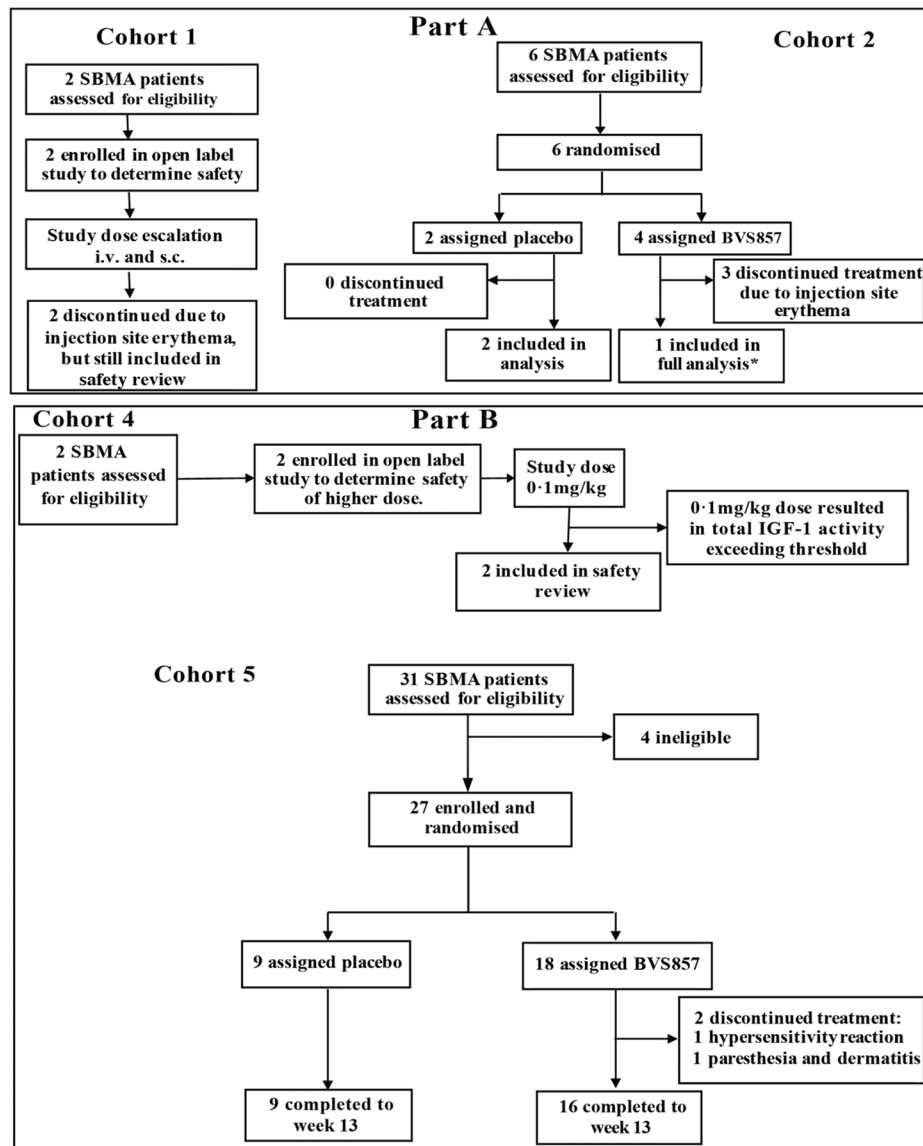 Part A
Cohort 1
2 SBMA patients
assessed for eligibility
2 enrolled in open label
study to determine safety
Study dose escalation
i.v. and s.c.
2 discontinued due to
injection site erythema,
but still included in
safety review
Cohort 2
6 SBMA patients
assessed for eligibility
6 randomised
2 assigned placebo
4 assigned BVS857
0 discontinued
treatment
3 discontinued treatment
due to injection site
erythema
2 included in
analysis
1 included in
full analysis*
Part B
Cohort 4
2 SBMA
patients assessed
for eligibility
2 enrolled in open label
study to determine safety
of higher dose.
Study dose
0·1mg/kg
0·1mg/kg dose resulted
in total IGF-1 activity
exceeding threshold
2 included in safety
review
Cohort 5
31 SBMA patients
assessed for eligibility
4 ineligible
27 enrolled and
randomised
9 assigned placebo
18 assigned BVS857
2 discontinued treatment:
1 hypersensitivity reaction
1 paresthesia and dermatitis
9 completed to
week 13
16 completed to
week 13